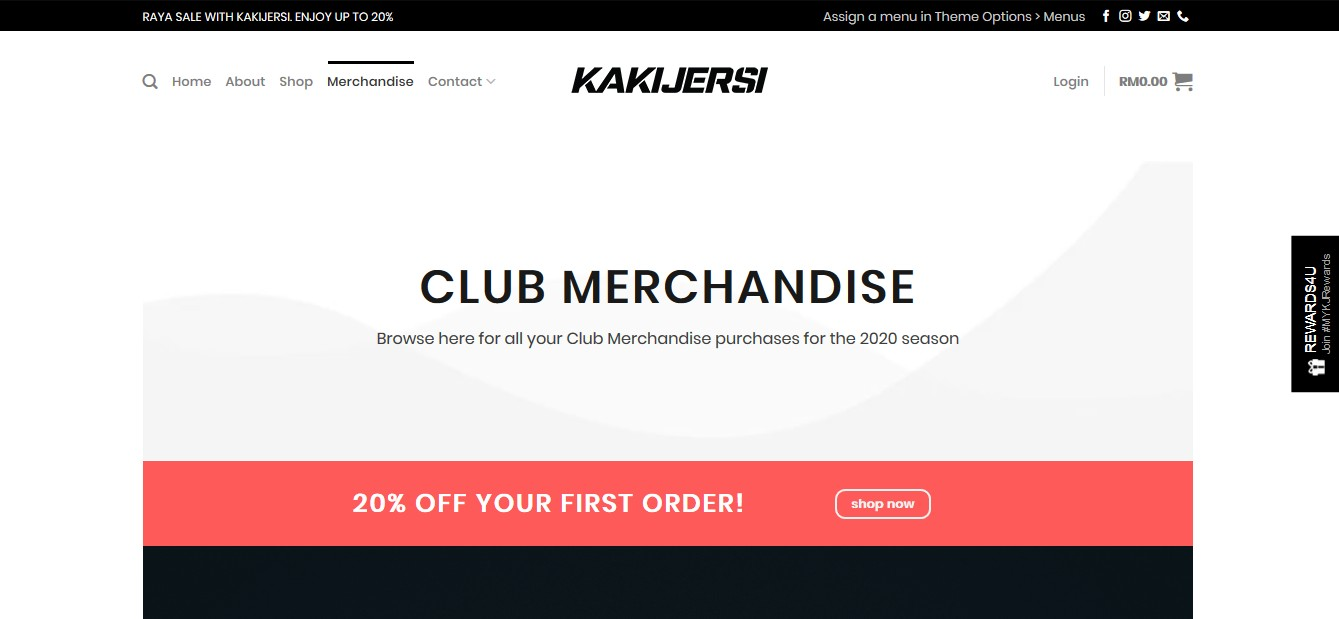 RAYA SALE WITH KAKIJERSI. ENJOY UP TO 20%
Assign a menu in Theme Options > Menus
Home About Shop Merchandise Contact
KAKIJERSI
Login RM0.00
CLUB MERCHANDISE
Browse here for all your Club Merchandise purchases for the 2020 season
REWARDS4U
Join #MYKJRewards
20% OFF YOUR FIRST ORDER!
shop now